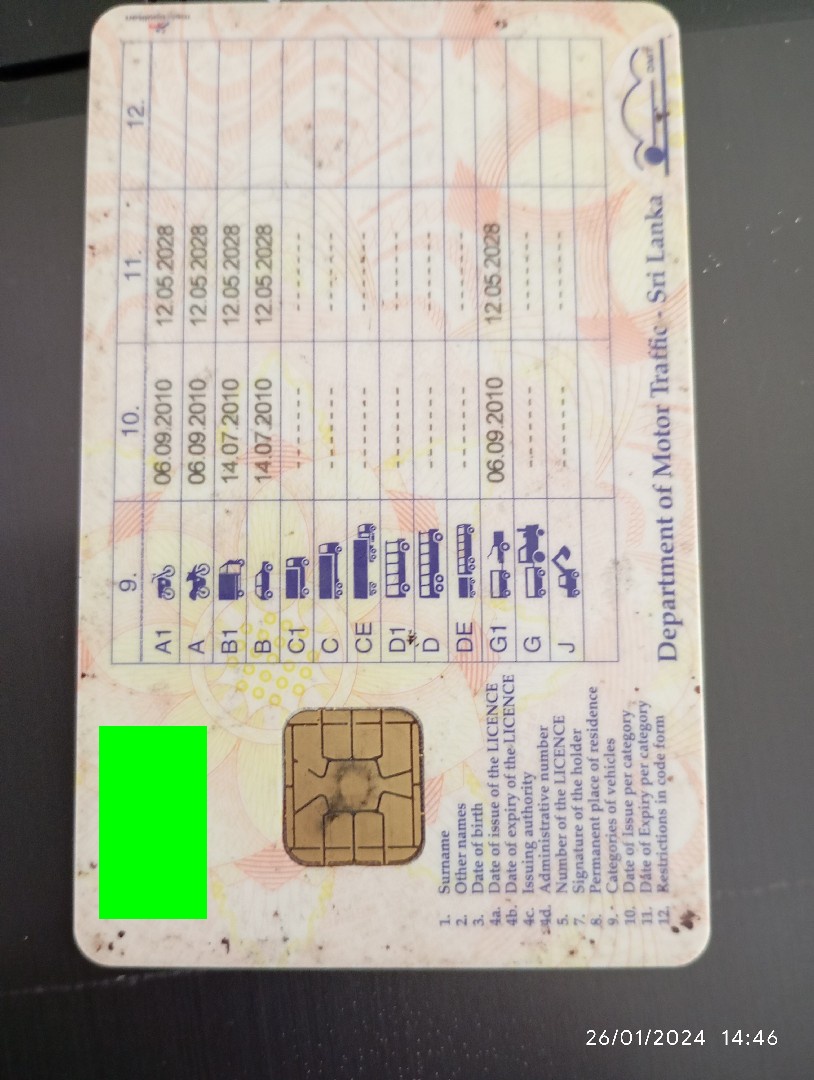 9. 10. 11. 12.
A1 06.09.2010 12.05.2028
A 06.09.2010 12.05.2028
B1 14.07.2010 12.05.2028
B 14.07.2010 12.05.2028
C1 ------- -------
C ------- -------
CE ------- -------
D1 ------- -------
D ------- -------
DE ------- -------
G1 06.09.2010 12.05.2028
G ------- -------
J ------- -------
Department of Motor Traffic - Sri Lanka
DMT
1. Surname
2. Other names
3. Date of birth
4a. Date of issue of the LICENCE
4b. Date of expiry of the LICENCE
4c. Issuing authority
4d. Administrative number
5. Number of the LICENCE
7. Signature of the holder
8. Permanent place of residence
9. Categories of vehicles
10. Date of Issue per category
11. Date of Expiry per category
12. Restrictions in code form
26/01/2024 14:46